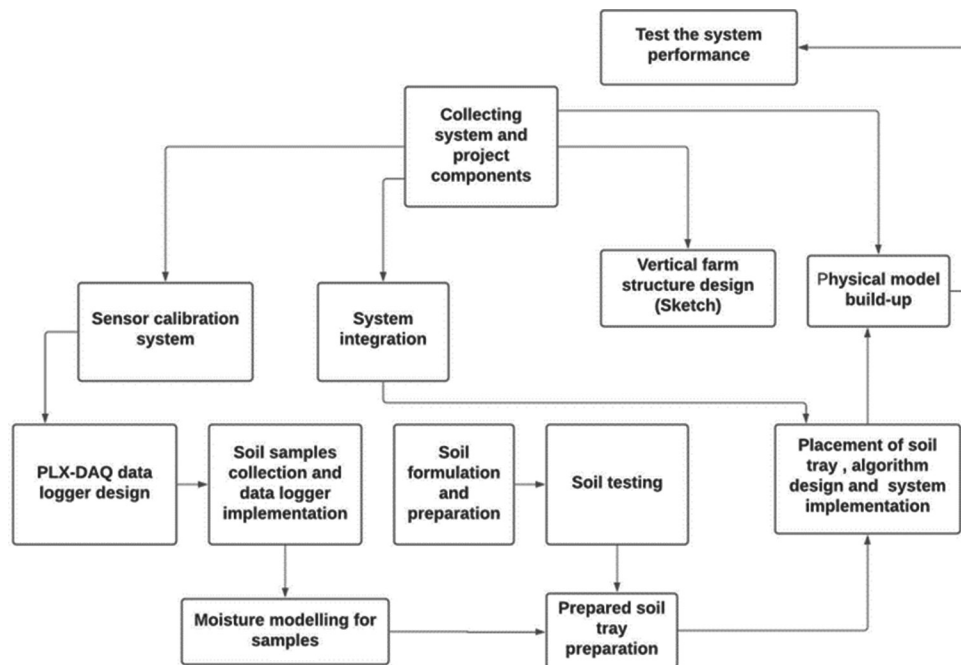 Test the system
performance
Collecting
system and
project
components
Vertical farm
structure design
(Sketch)
Physical model
build-up
Sensor calibration
system
System
integration
PLX-DAQ data
logger design
Soil samples
collection and
data logger
implementation
Soil
formulation
and
preparation
Soil testing
Placement of soil
tray , algorithm
design and system
implementation
Moisture modelling for
samples
Prepared soil
tray
preparation